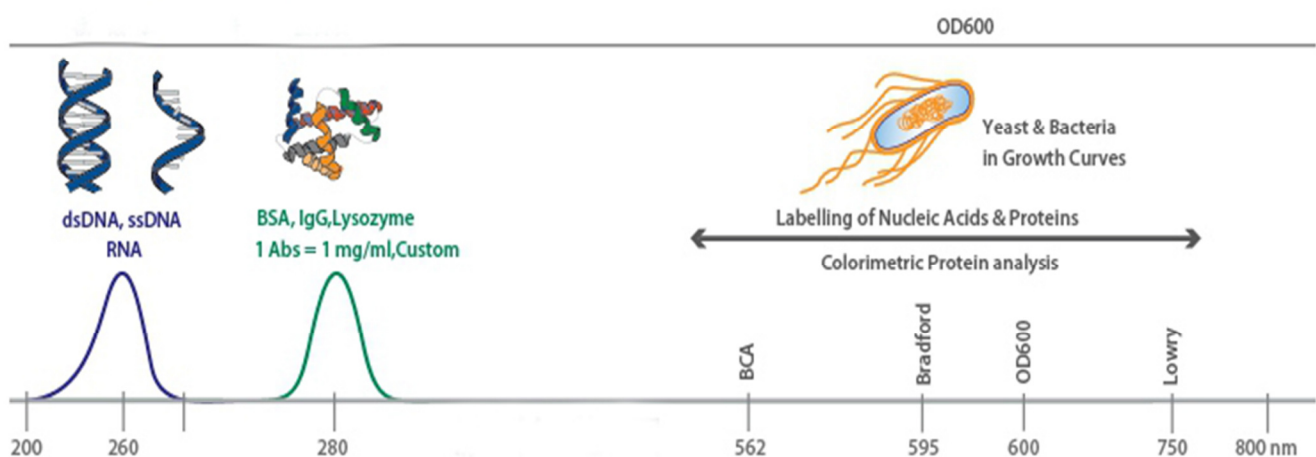 OD600
Yeast & Bacteria
in Growth Curves
dsDNA, ssDNA
RNA
BSA, IgG,Lysozyme
1 Abs = 1 mg/ml,Custom
Labelling of Nucleic Acids & Proteins
Colorimetric Protein analysis
BCA
Bradford
OD600
Lowry
200
260
280
562
595
600
750
800 nm